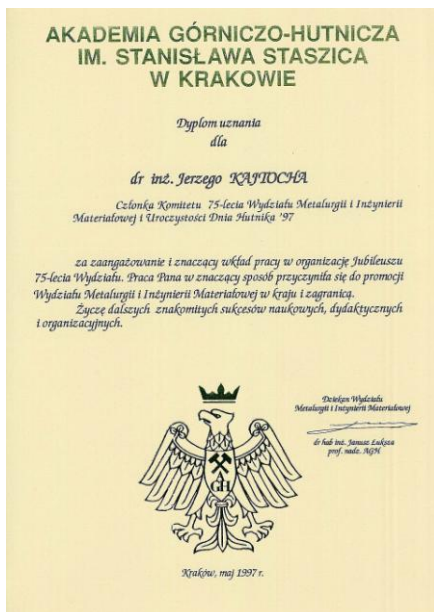 AKADEMIA GÓRNICZO-HUTNICZA
IM. STANISŁAWA STASZICA
W KRAKOWIE
Dyplom uznania
dla
dr inż. Jerzego KAJTOCHA
Członka Komitetu 75-lecia Wydziału Metalurgii i Inżynierii
Materiałowej i Uroczystości Dnia Hutnika '97
za zaangażowanie i znaczący wkład pracy w organizację Jubileuszu
75-lecia Wydziału. Praca Pana w znaczący sposób przyczyniła się do promocji
Wydziału Metalurgii i Inżynierii Materiałowej w kraju i zagranicą.
Życzę dalszych znakomitych sukcesów naukowych, dydaktycznych
i organizacyjnych.
Dziekan Wydziału
Metalurgii i Inżynierii Materiałowej
dr hab inż. Janusz Łuksza
prof. nadz. AGH
Kraków, maj 1997 r.